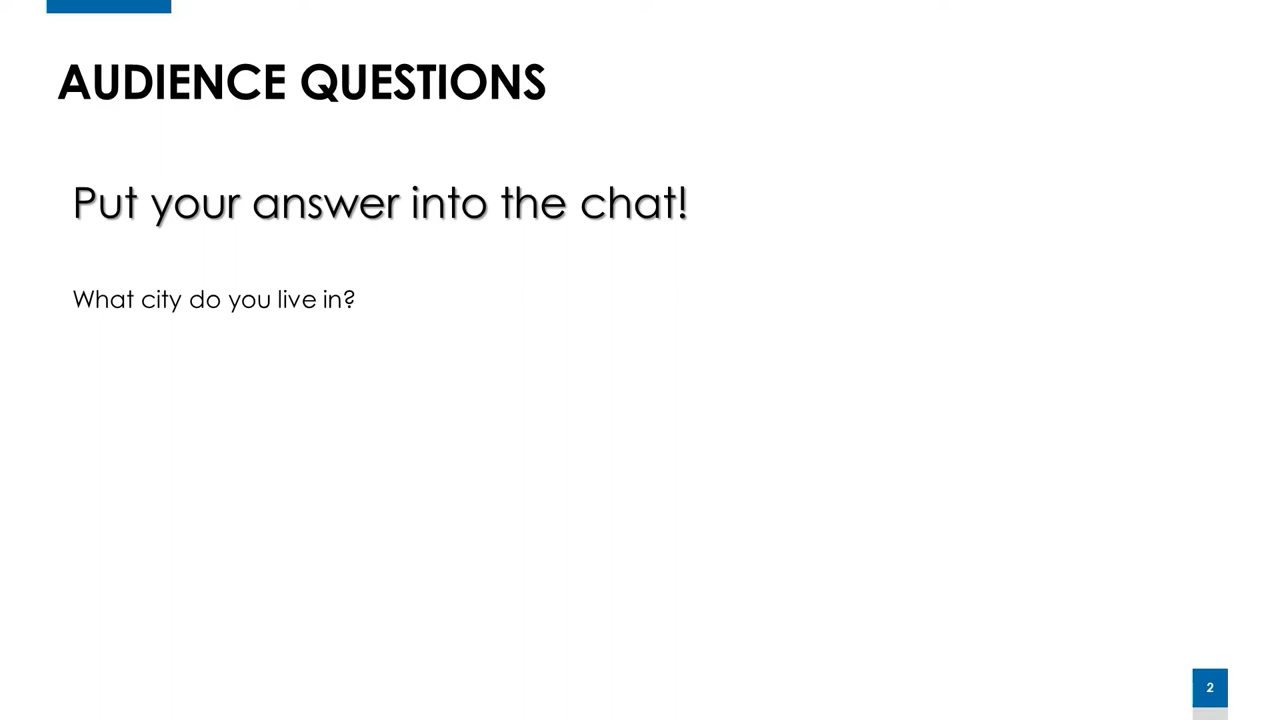 AUDIENCE QUESTIONS
Put your answer into the chat!
What city do you live in?
2